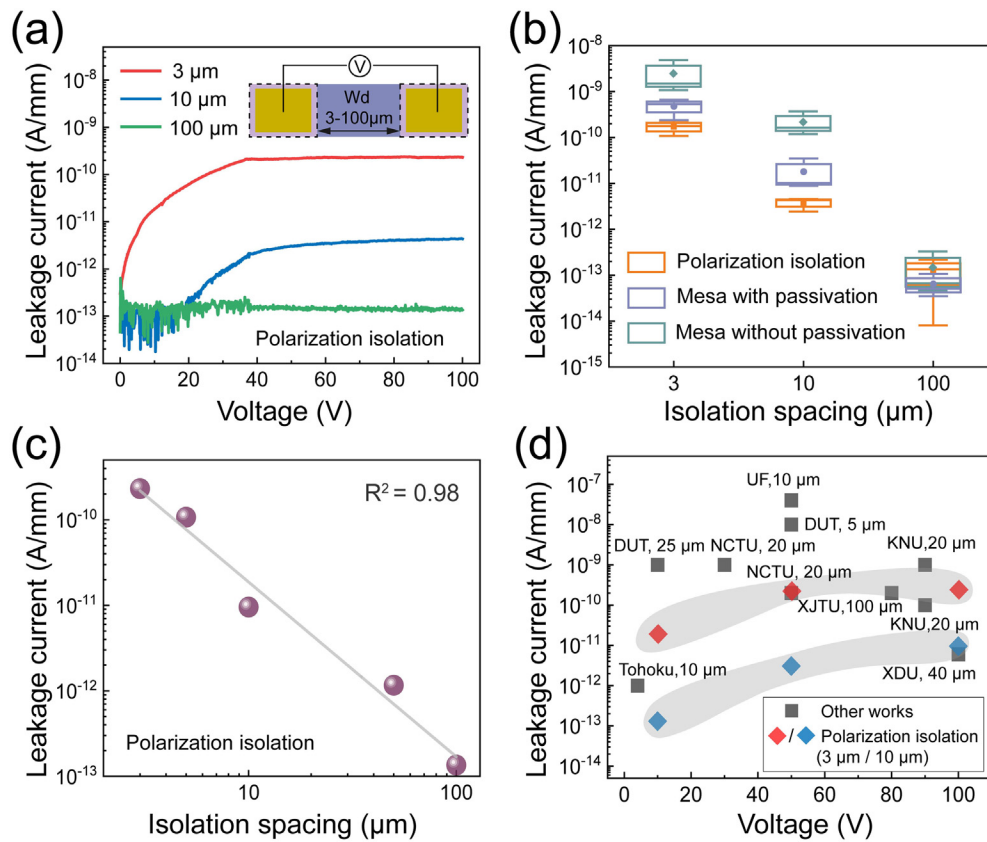 (a)
Leakage current (A/mm)
10⁻⁸
10⁻⁹
10⁻¹⁰
10⁻¹¹
10⁻¹²
10⁻¹³
10⁻¹⁴
3 µm
10 µm
100 µm
V
Wd
3-100µm
Polarization isolation
0 20 40 60 80 100
Voltage (V)
(b)
Leakage current (A/mm)
10⁻⁸
10⁻⁹
10⁻¹⁰
10⁻¹¹
10⁻¹²
10⁻¹³
10⁻¹⁴
10⁻¹⁵
Polarization isolation
Mesa with passivation
Mesa without passivation
3 10 100
Isolation spacing (µm)
(c)
Leakage current (A/mm)
10⁻¹⁰
10⁻¹¹
10⁻¹²
10⁻¹³
R² = 0.98
Polarization isolation
10 100
Isolation spacing (µm)
(d)
Leakage current (A/mm)
10⁻⁷
10⁻⁸
10⁻⁹
10⁻¹⁰
10⁻¹¹
10⁻¹²
10⁻¹³
10⁻¹⁴
UF,10 µm
DUT, 5 µm
DUT, 25 µm NCTU, 20 µm
KNU,20 µm
NCTU, 20 µm
XJTU,100 µm
KNU,20 µm
Tohoku,10 µm
XDU, 40 µm
Other works
/ Polarization isolation
(3 µm / 10 µm)
0 20 40 60 80 100
Voltage (V)